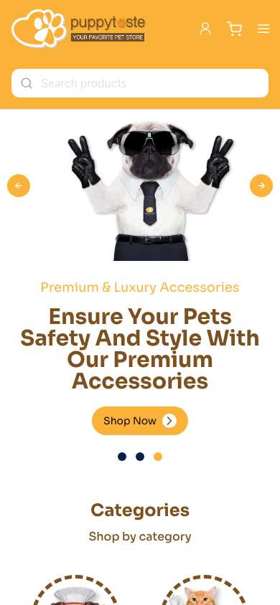 puppytaste
YOUR FAVORITE PET STORE
Search products
Premium & Luxury Accessories
Ensure Your Pets
Safety And Style With
Our Premium
Accessories
Shop Now
Categories
Shop by category